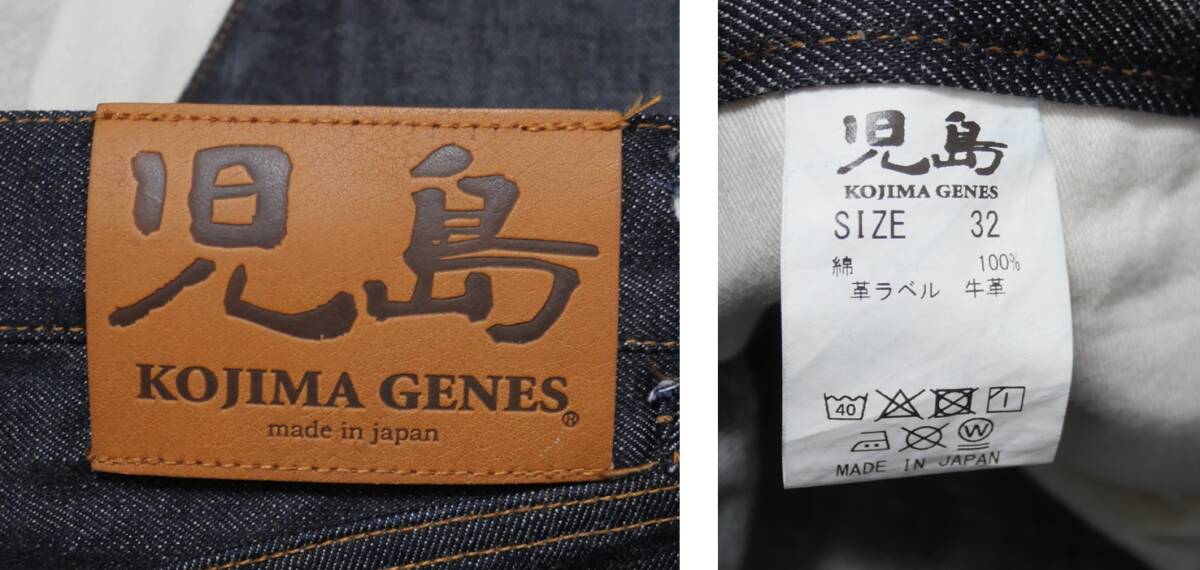 児島
KOJIMA GENES®
made in japan
児島
KOJIMA GENES
SIZE 32
綿 100%
革ラベル 牛革
40
W
MADE IN JAPAN